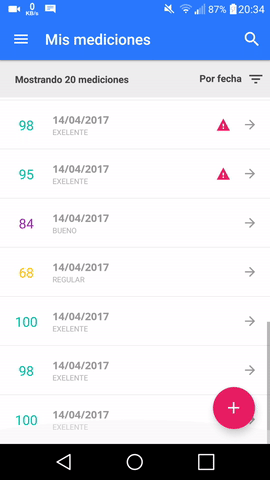 0 KB/s 87% 20:34
Mis mediciones
Mostrando 20 mediciones Por fecha
98 14/04/2017
EXELENTE
95 14/04/2017
EXELENTE
84 14/04/2017
BUENO
68 14/04/2017
REGULAR
100 14/04/2017
EXELENTE
98 14/04/2017
EXELENTE
100 14/04/2017
EXELENTE